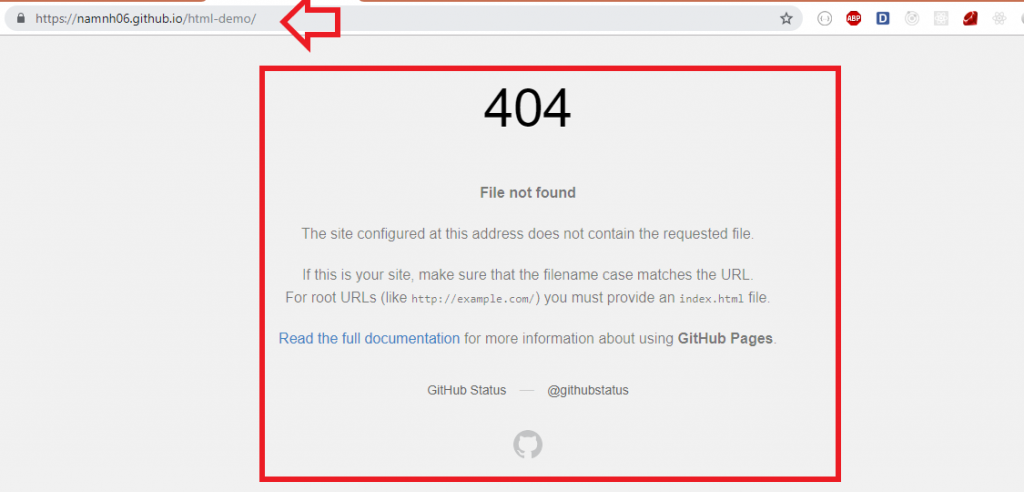 https://namnh06.github.io/html-demo/
ABP
D
404
File not found
The site configured at this address does not contain the requested file.
If this is your site, make sure that the filename case matches the URL.
For root URLs (like http://example.com/) you must provide an index.html file.
Read the full documentation for more information about using GitHub Pages.
GitHub Status — @githubstatus